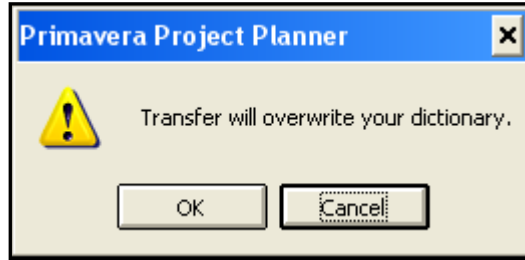 Primavera Project Planner
Transfer will overwrite your dictionary.
OK
Cancel